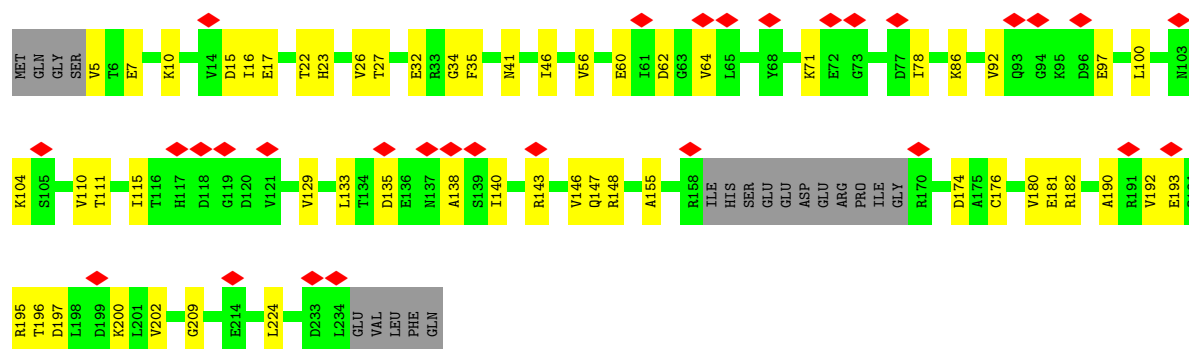 MET GLN GLY SER V5 T6 E7 K10 V14 D15 I16 E17 T22 H23 V26 T27 E32 R33 G34 F35 N41 I46 V56 E60 I61 D62 G63 V64 L65 Y68 K71 E72 G73 D77 I78 K86 V92 Q93 G94 K95 D96 E97 L100 N103
K104 S105 V110 T111 I115 T116 H117 D118 G119 D120 V121 V129 L133 T134 D135 E136 N137 A138 S139 I140 R143 V146 Q147 R148 A155 R158 ILE HIS SER GLU GLU ASP GLU ARG PRO ILE GLY R170 D174 A175 C176 V180 E181 R182 A190 R191 V192 E193
R195 T196 D197 L198 D199 K200 L201 V202 G209 E214 L224 D233 L234 GLU VAL LEU PHE GLN